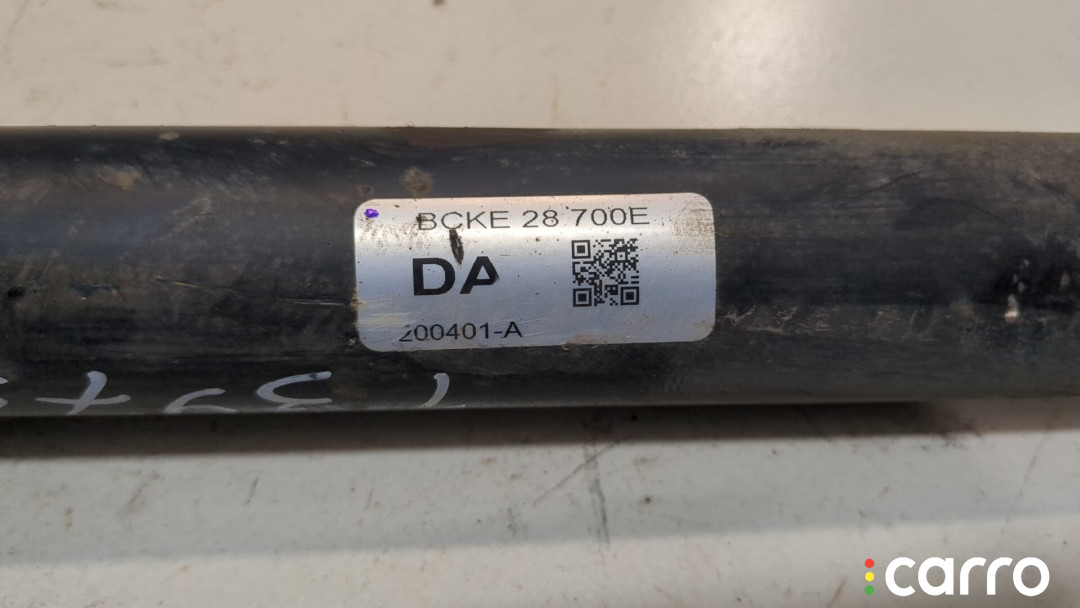 BCKE 28 700E
DA
200401-A
carro